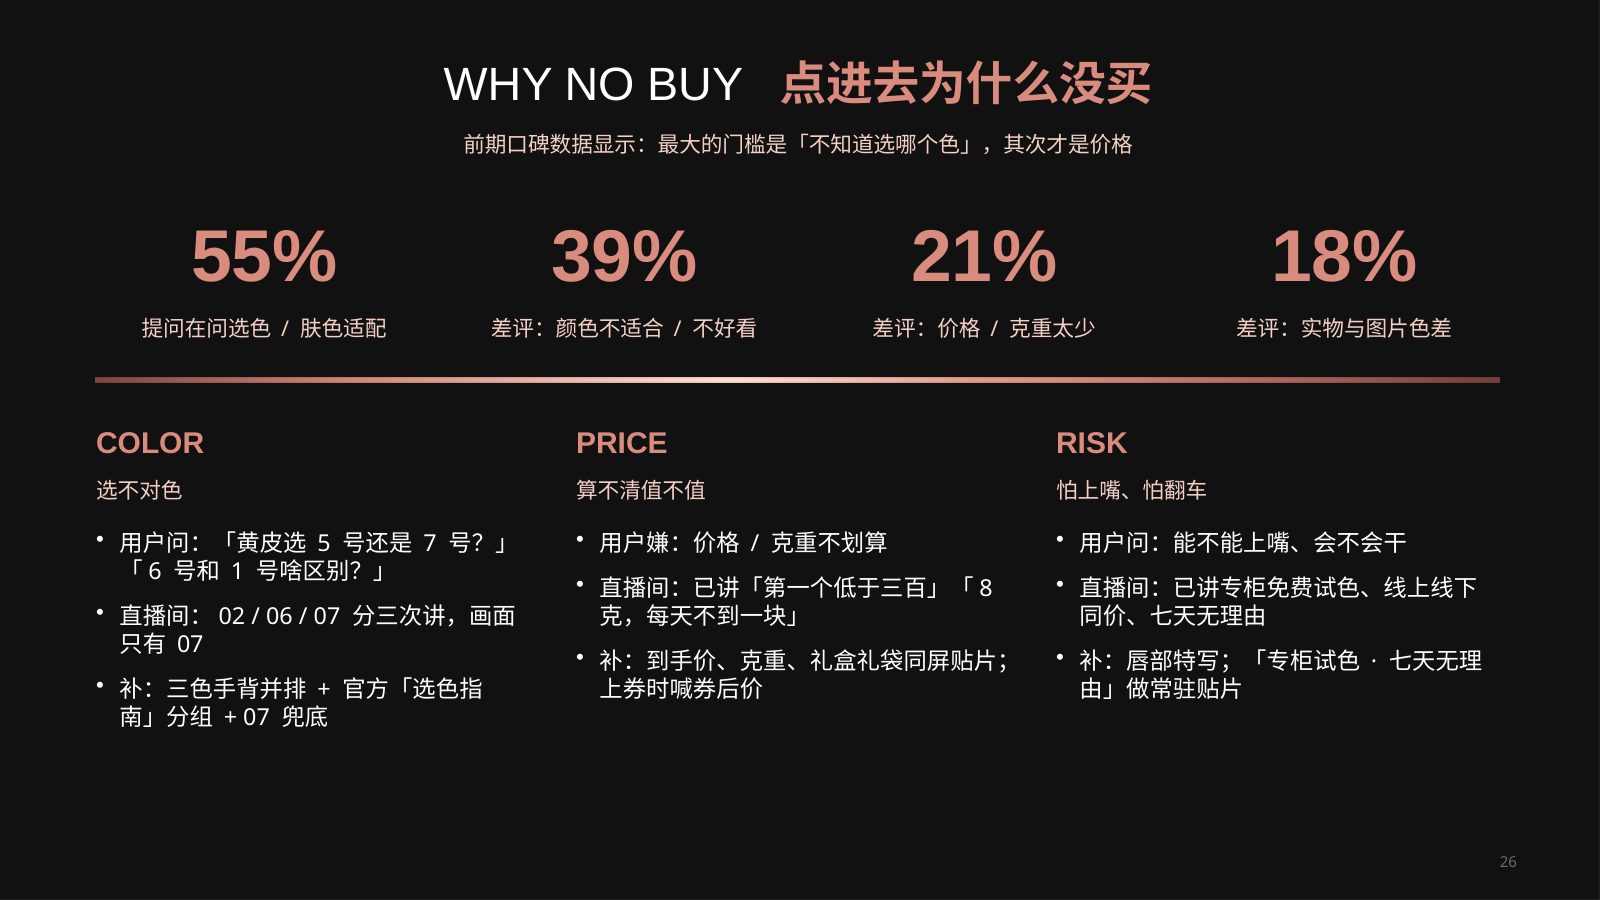 WHY NO BUY 点进去为什么没买
前期口碑数据显示：最大的门槛是「不知道选哪个色」，其次才是价格
55%
39%
21%
18%
提问在问选色 / 肤色适配
差评：颜色不适合 / 不好看
差评：价格 / 克重太少
差评：实物与图片色差
COLOR
选不对色
• 用户问：「黄皮选 5 号还是 7 号？」
「 6 号和 1 号啥区别？」
• 直播间： 02 / 06 / 07 分三次讲，画面
只有 07
• 补：三色手背并排 + 官方「选色指
南」分组 + 07 兜底
PRICE
算不清值不值
• 用户嫌：价格 / 克重不划算
• 直播间：已讲「第一个低于三百」「 8
克，每天不到一块」
• 补：到手价、克重、礼盒礼袋同屏贴片；
上券时喊券后价
RISK
怕上嘴、怕翻车
• 用户问：能不能上嘴、会不会干
• 直播间：已讲专柜免费试色、线上线下
同价、七天无理由
• 补：唇部特写；「专柜试色 · 七天无理
由」做常驻贴片
26